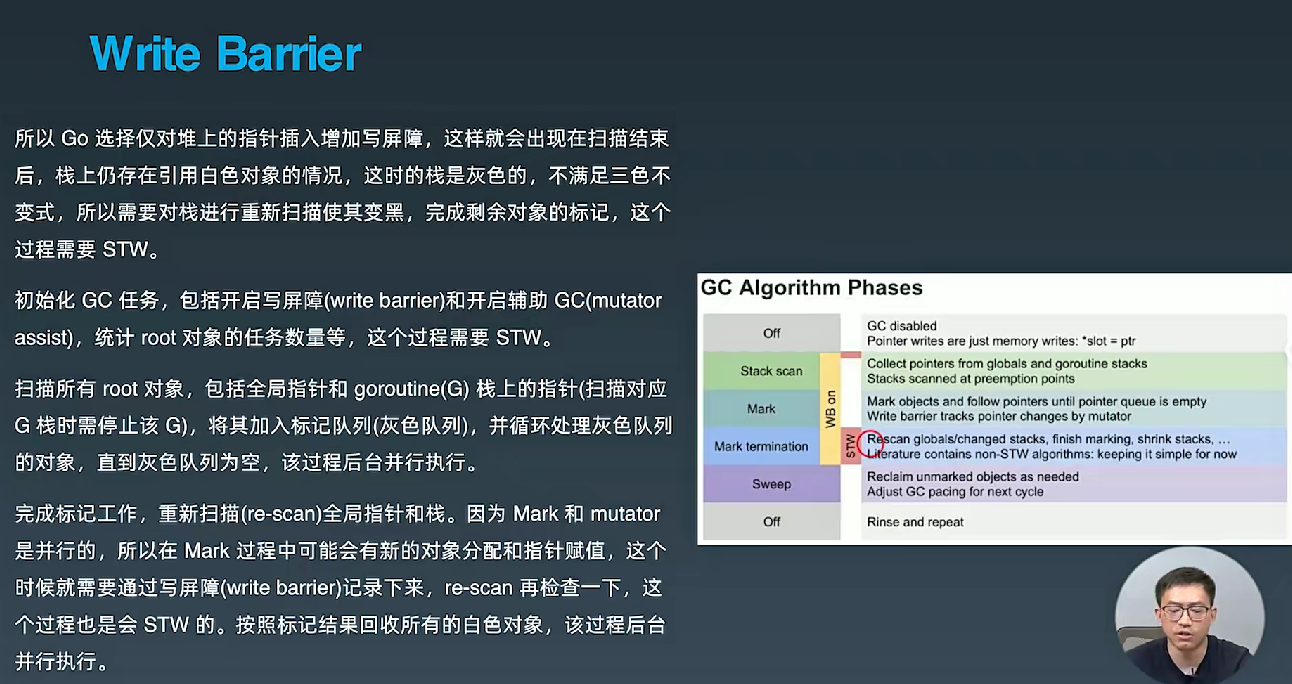 Write Barrier
所以 Go 选择仅对堆上的指针插入增加写屏障，这样就会出现在扫描结束
后，栈上仍存在引用白色对象的情况，这时的栈是灰色的，不满足三色不
变式，所以需要对栈进行重新扫描使其变黑，完成剩余对象的标记，这个
过程需要 STW。
初始化 GC 任务，包括开启写屏障(write barrier)和开启辅助 GC(mutator
assist)，统计 root 对象的任务数量等，这个过程需要 STW。
扫描所有 root 对象，包括全局指针和 goroutine(G) 栈上的指针(扫描对应
G 栈时需停止该 G)，将其加入标记队列(灰色队列)，并循环处理灰色队列
的对象，直到灰色队列为空，该过程后台并行执行。
完成标记工作，重新扫描(re-scan)全局指针和栈。因为 Mark 和 mutator
是并行的，所以在 Mark 过程中可能会有新的对象分配和指针赋值，这个
时候就需要通过写屏障(write barrier)记录下来，re-scan 再检查一下，这
个过程也是会 STW 的。按照标记结果回收所有的白色对象，该过程后台
并行执行。
GC Algorithm Phases
Off
GC disabled
Pointer writes are just memory writes: *slot = ptr
Stack scan
Collect pointers from globals and goroutine stacks
Stacks scanned at preemption points
WB on
Mark
Mark objects and follow pointers until pointer queue is empty
Write barrier tracks pointer changes by mutator
Mark termination
STW
Rescan globals/changed stacks, finish marking, shrink stacks, …
Literature contains non-STW algorithms: keeping it simple for now
Sweep
Reclaim unmarked objects as needed
Adjust GC pacing for next cycle
Off
Rinse and repeat